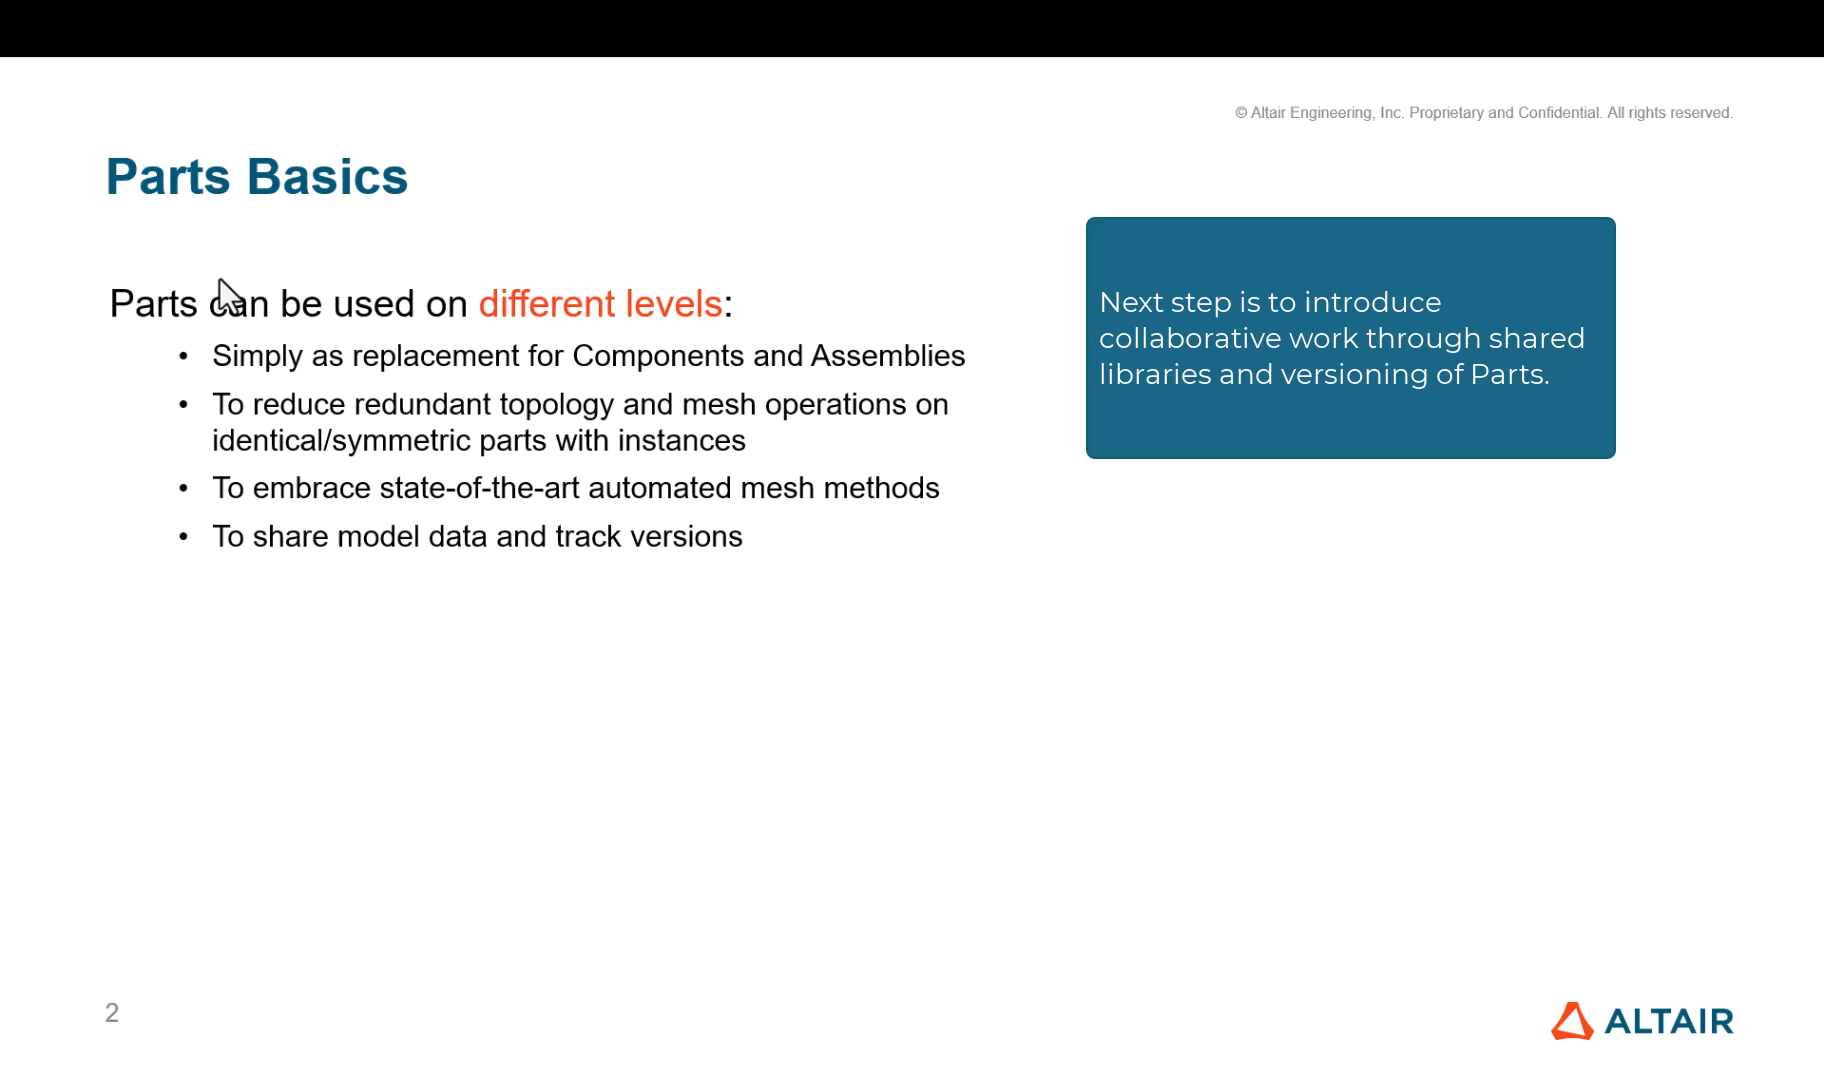 © Altair Engineering, Inc. Proprietary and Confidential. All rights reserved.
Parts Basics
Parts can be used on different levels:
• Simply as replacement for Components and Assemblies
• To reduce redundant topology and mesh operations on
identical/symmetric parts with instances
• To embrace state-of-the-art automated mesh methods
• To share model data and track versions
Next step is to introduce
collaborative work through shared
libraries and versioning of Parts.
2
ALTAIR